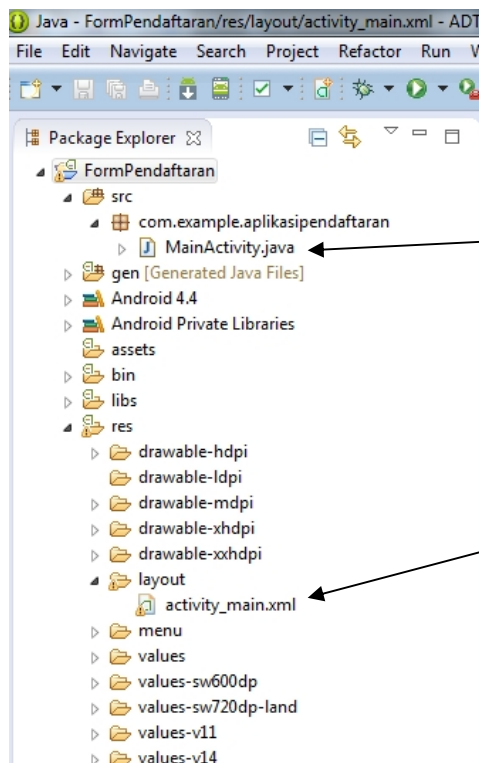 Java - FormPendaftaran/res/layout/activity_main.xml - ADT
File Edit Navigate Search Project Refactor Run
Package Explorer
FormPendaftaran
src
com.example.aplikasipendaftaran
MainActivity.java
gen [Generated Java Files]
Android 4.4
Android Private Libraries
assets
bin
libs
res
drawable-hdpi
drawable-ldpi
drawable-mdpi
drawable-xhdpi
drawable-xxhdpi
layout
activity_main.xml
menu
values
values-sw600dp
values-sw720dp-land
values-v11
values-v14